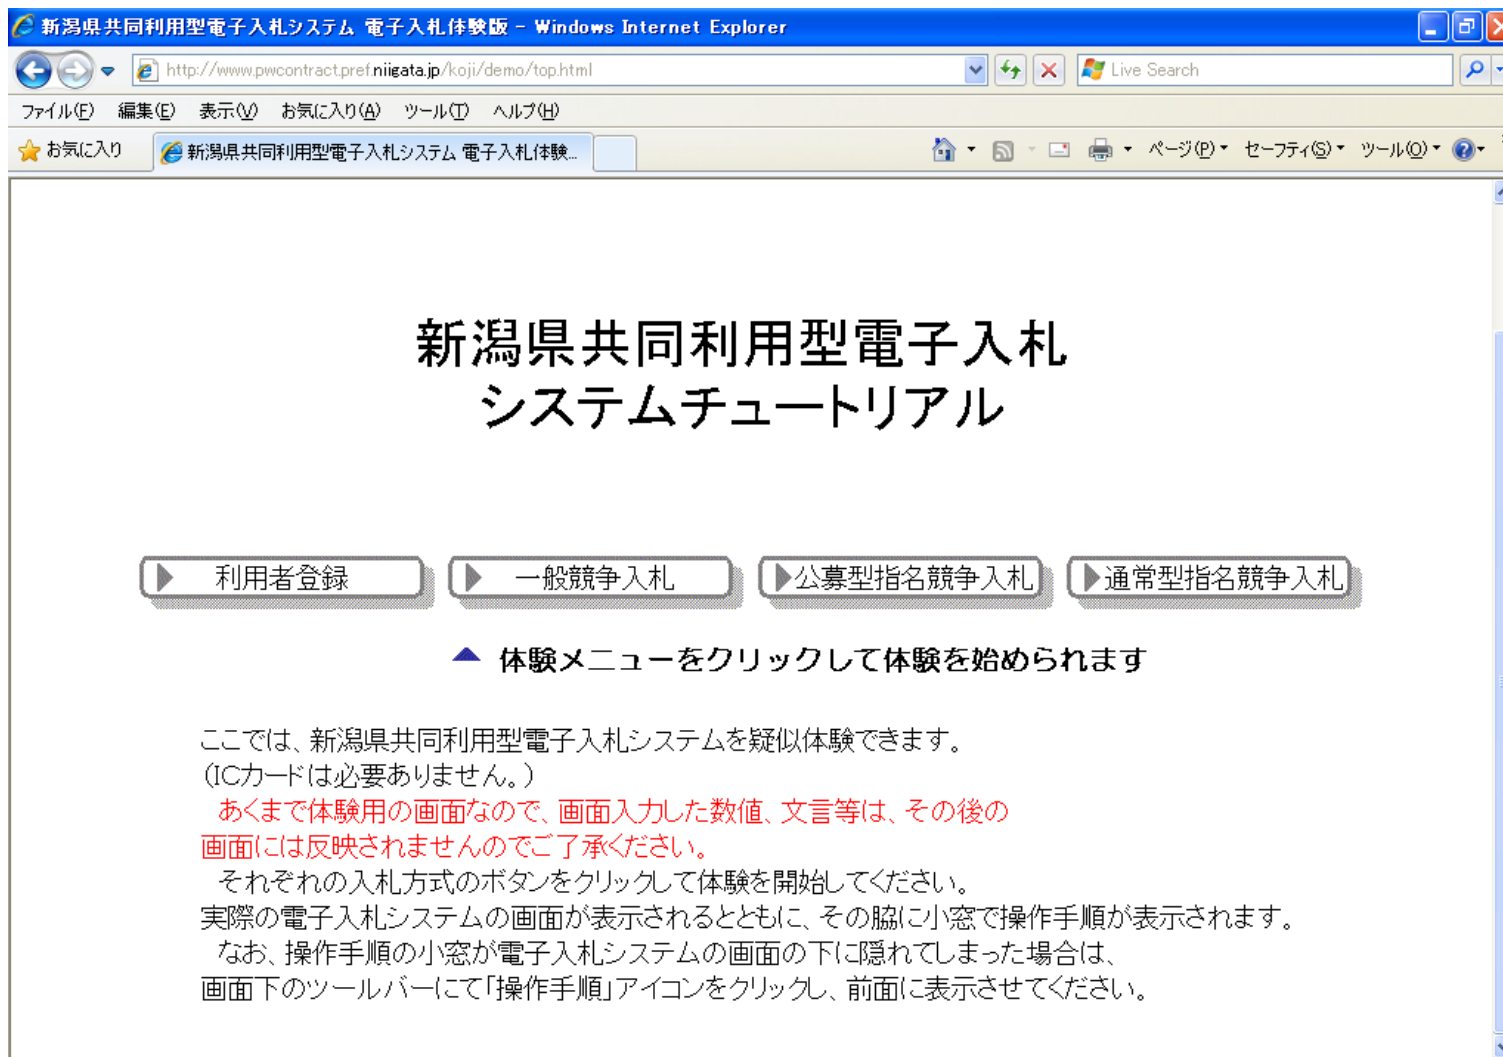 新潟県共同利用型電子入札システム 電子入札体験版 - Windows Internet Explorer
http://www.pwcontract.pref.niigata.jp/koji/demo/top.html
Live Search
ファイル(F) 編集(E) 表示(V) お気に入り(A) ツール(T) ヘルプ(H)
お気に入り 新潟県共同利用型電子入札システム 電子入札体験... ページ(P) セーフティ(S) ツール(O)
新潟県共同利用型電子入札
システムチュートリアル
利用者登録 一般競争入札 公募型指名競争入札 通常型指名競争入札
体験メニューをクリックして体験を始められます
ここでは、新潟県共同利用型電子入札システムを疑似体験できます。
(ICカードは必要ありません。)
あくまで体験用の画面なので、画面入力した数値、文言等は、その後の
画面には反映されませんのでご了承ください。
それぞれの入札方式のボタンをクリックして体験を開始してください。
実際の電子入札システムの画面が表示されるとともに、その脇に小窓で操作手順が表示されます。
なお、操作手順の小窓が電子入札システムの画面の下に隠れてしまった場合は、
画面下のツールバーにて「操作手順」アイコンをクリックし、前面に表示させてください。